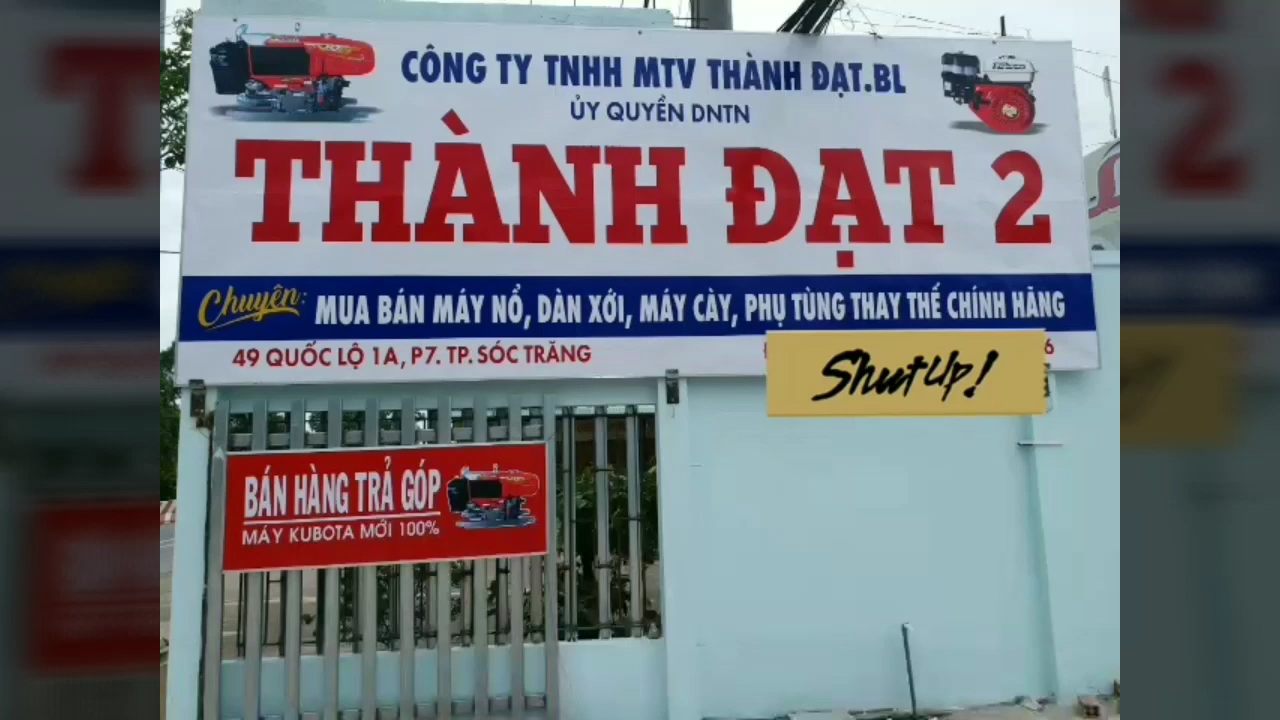 CÔNG TY TNHH MTV THÀNH ĐẠT.BL
ỦY QUYỀN DNTN
THÀNH ĐẠT 2
Chuyên: MUA BÁN MÁY NỔ, DÀN XỚI, MÁY CÀY, PHỤ TÙNG THAY THẾ CHÍNH HÃNG
49 QUỐC LỘ 1A, P7. TP. SÓC TRĂNG
Shut Up!
BÁN HÀNG TRẢ GÓP
MÁY KUBOTA MỚI 100%